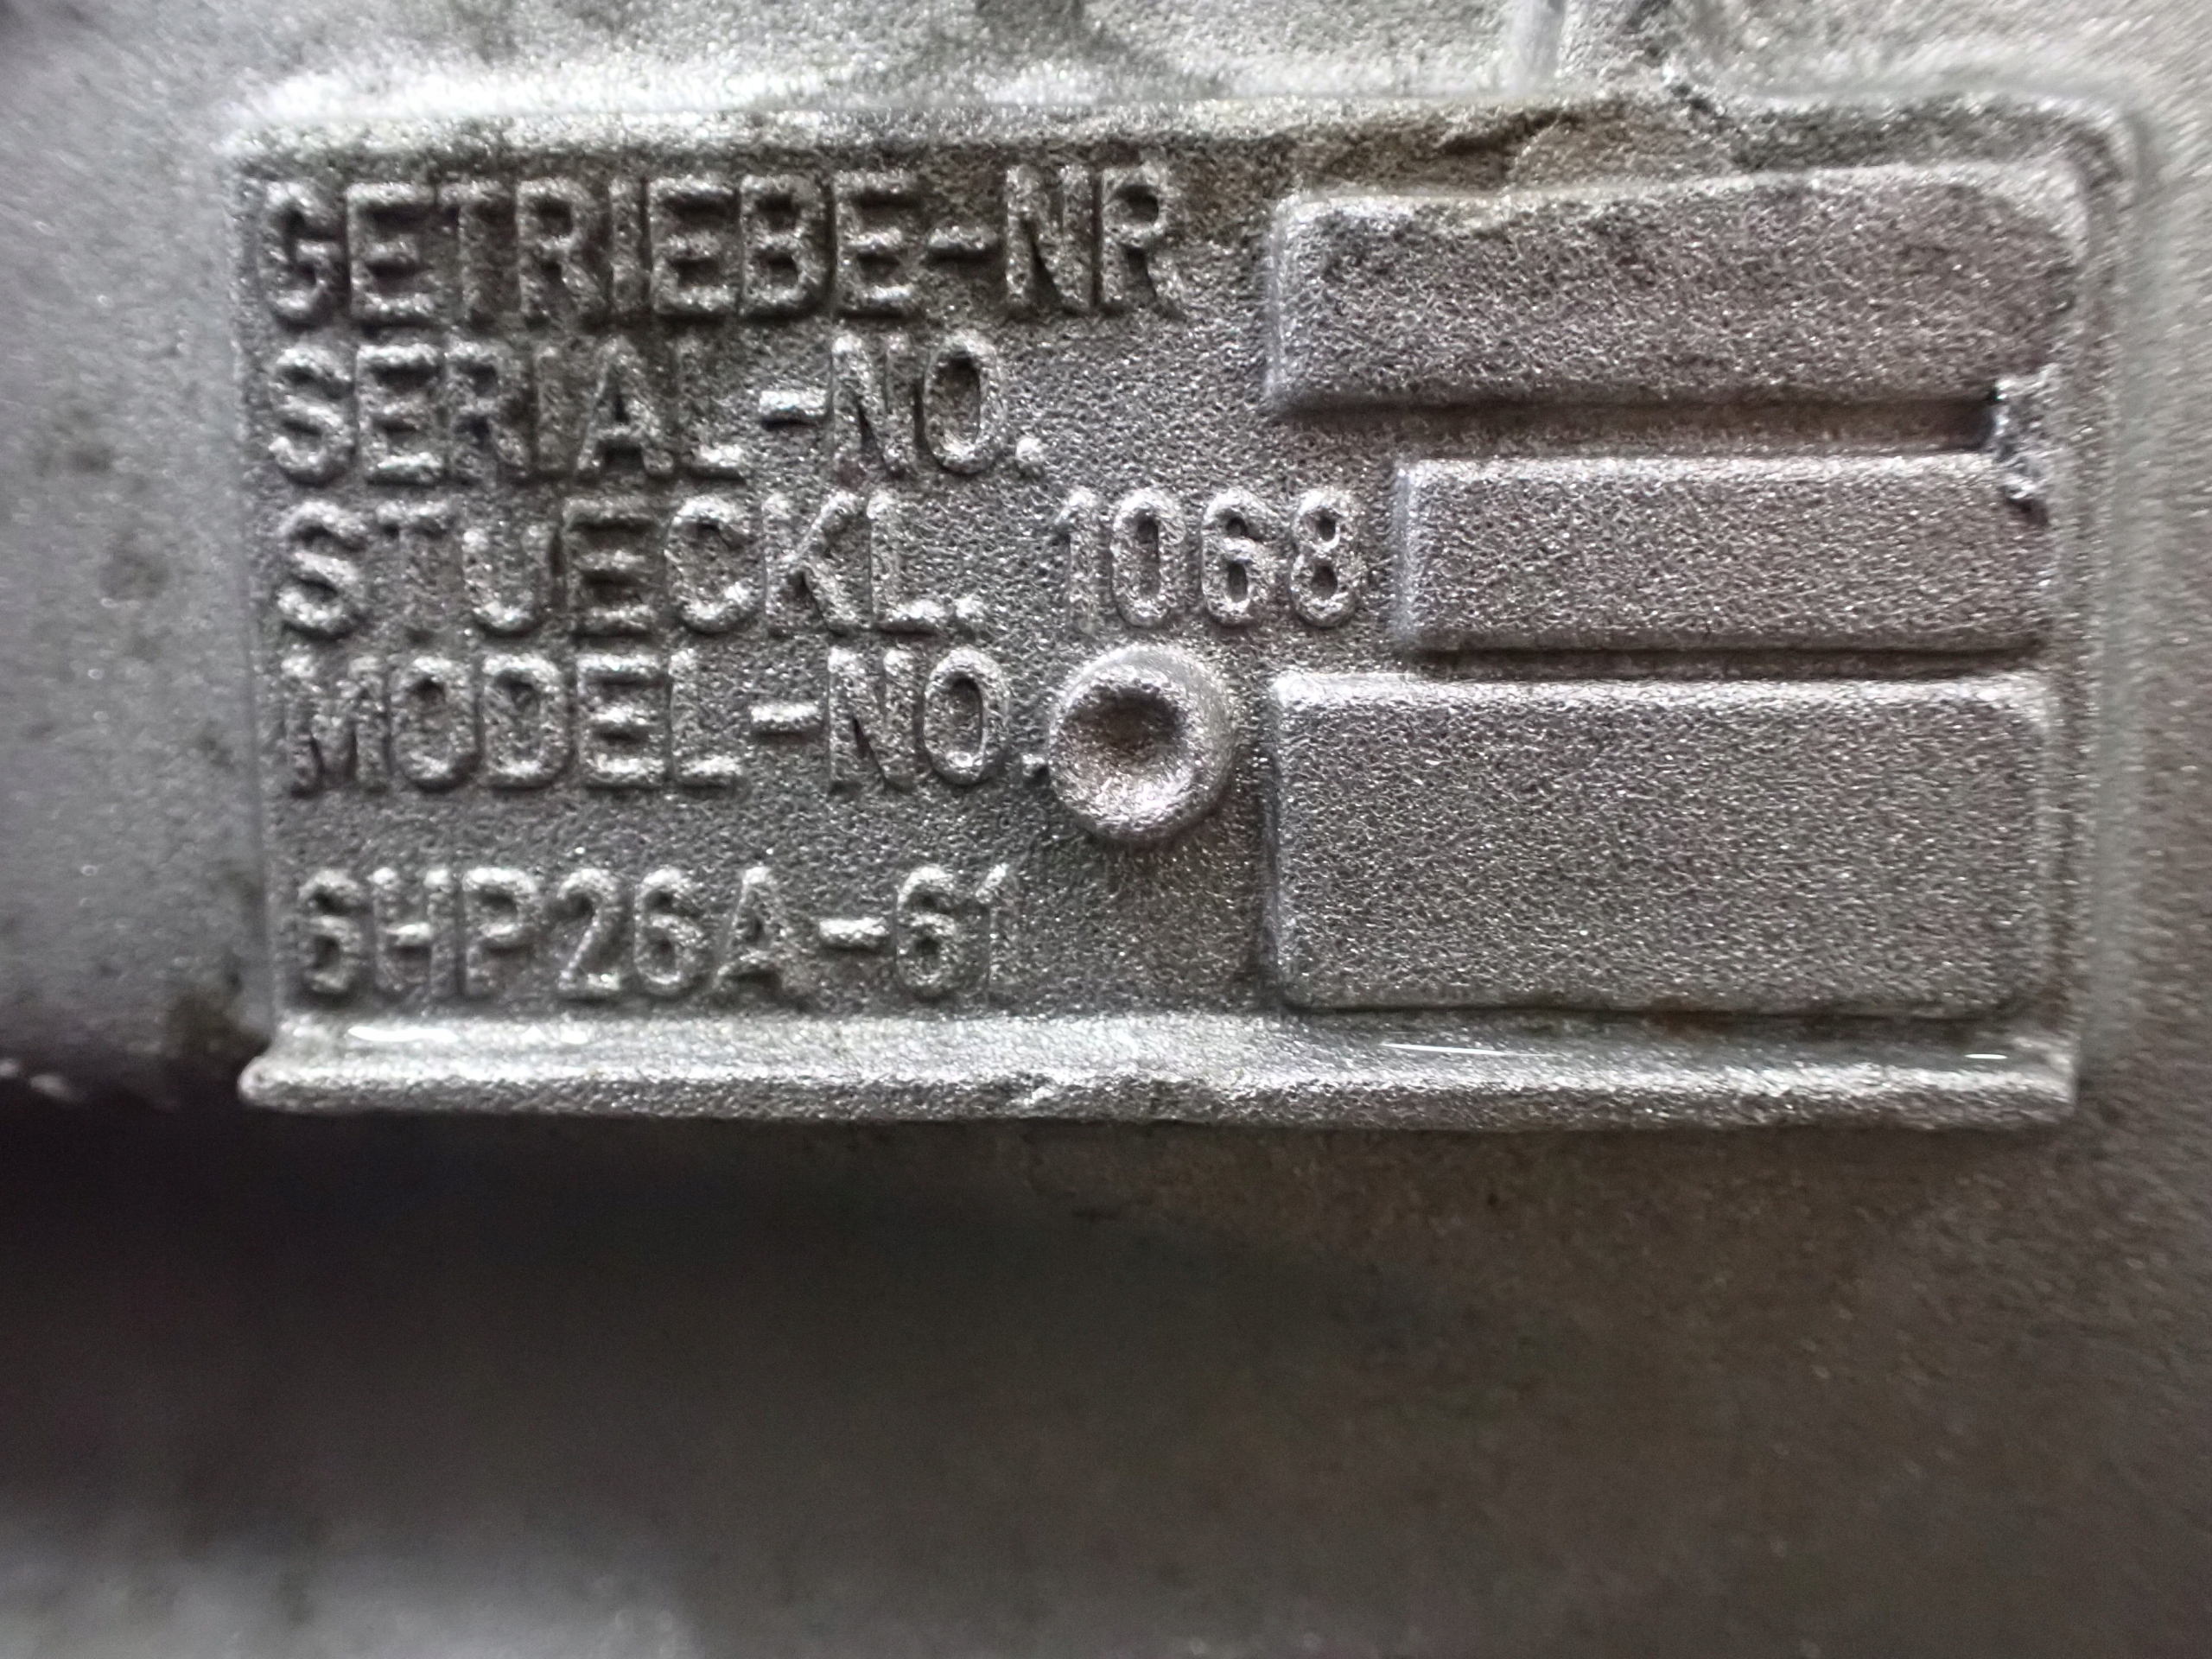 GETRIEBE-NR
SERIAL-NO.
STUECKL. 1068
MODEL-NO.
6HP26A-61